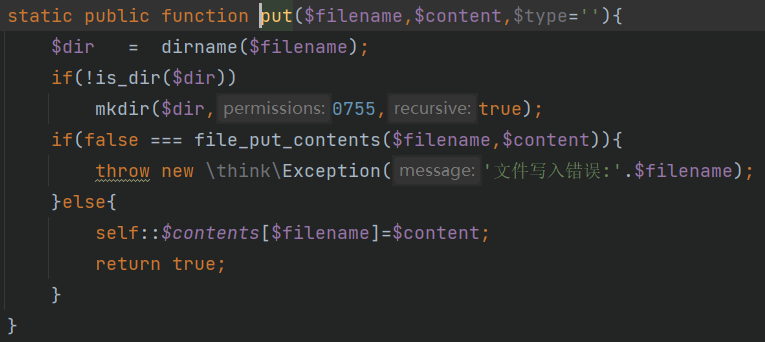 static public function put($filename,$content,$type=''){
    $dir   =  dirname($filename);
    if(!is_dir($dir))
        mkdir($dir, permissions: 0755, recursive: true);
    if(false === file_put_contents($filename,$content)){
        throw new \think\Exception( message: '文件写入错误:'.$filename);
    }else{
        self::$contents[$filename]=$content;
        return true;
    }
}